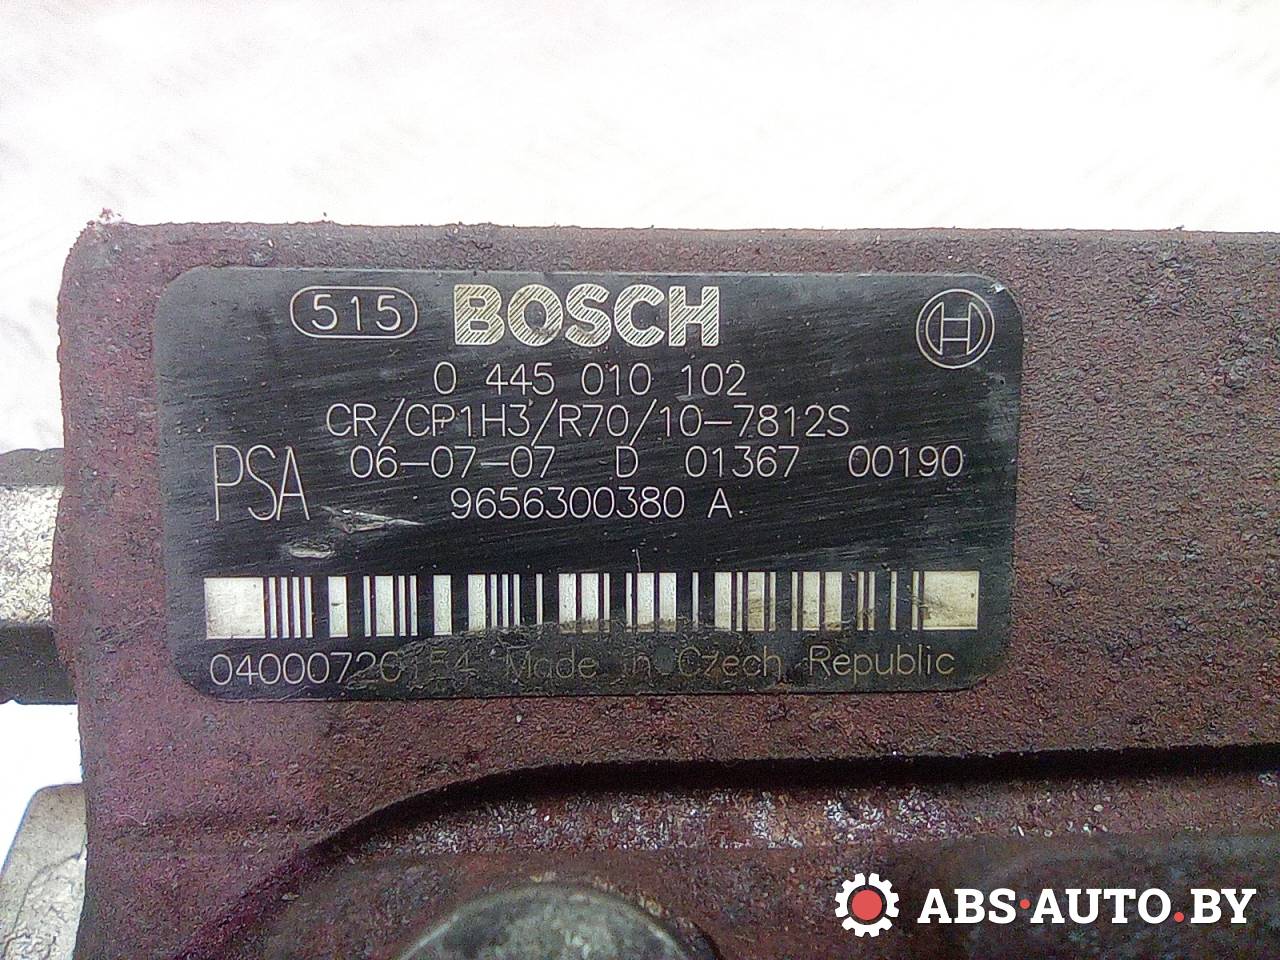 515 BOSCH
0 445 010 102
CR/CP1H3/R70/10-7812S
PSA 06-07-07 D 01367 00190
9656300380 A
Made in Czech Republic
ABS·AUTO.BY